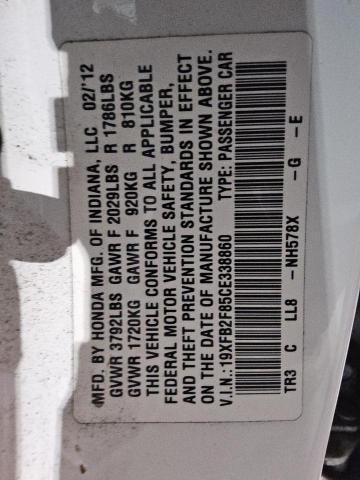 MFD. BY HONDA MFG. OF INDIANA, LLC 02/'12
GVWR 3792LBS GAWR F 2029LBS R 1786LBS
GVWR 1720KG GAWR F 920KG R 810KG
THIS VEHICLE CONFORMS TO ALL APPLICABLE
FEDERAL MOTOR VEHICLE SAFETY, BUMPER,
AND THEFT PREVENTION STANDARDS IN EFFECT
ON THE DATE OF MANUFACTURE SHOWN ABOVE.
V.I.N.:19XFB2F85CE338860 TYPE: PASSENGER CAR
TR3 C LL8 -NH578X -G -E